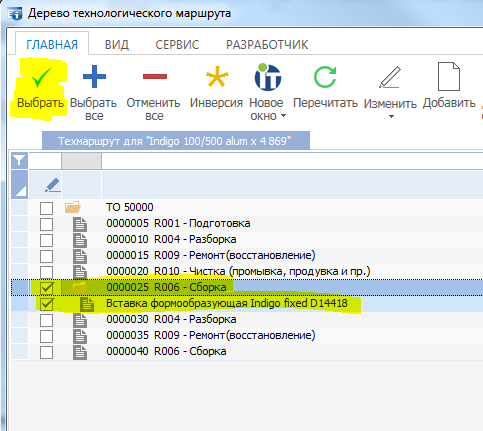 Дерево технологического маршрута
ГЛАВНАЯ ВИД СЕРВИС РАЗРАБОТЧИК
Выбрать Выбрать все Отменить все Инверсия Новое окно Перечитать Изменить Добавить
Техмаршрут для "Indigo 100/500 alum x 4 869"
ТО 50000
0000005 R001 - Подготовка
0000010 R004 - Разборка
0000015 R009 - Ремонт(восстановление)
0000020 R010 - Чистка (промывка, продувка и пр.)
0000025 R006 - Сборка
Вставка формообразующая Indigo fixed D14418
0000030 R004 - Разборка
0000035 R009 - Ремонт(восстановление)
0000040 R006 - Сборка